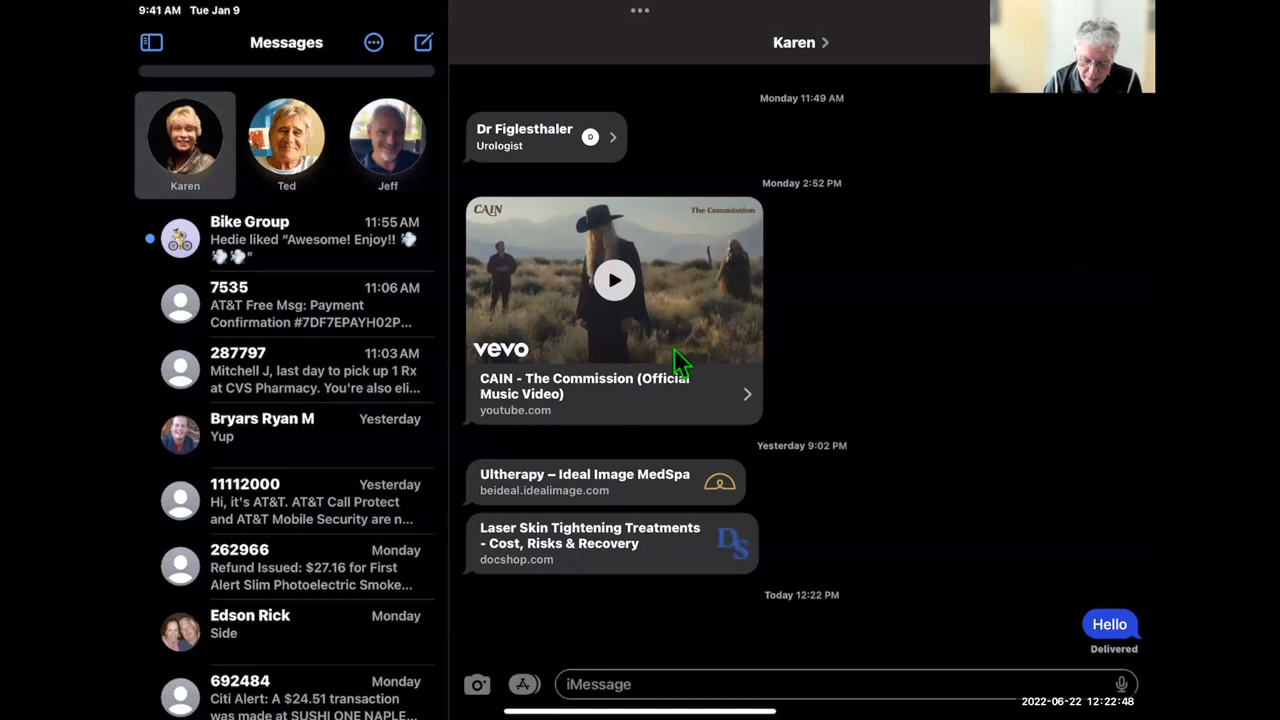 9:41 AM Tue Jan 9
Messages
Karen
Ted
Jeff
Bike Group 11:55 AM
Hedie liked “Awesome! Enjoy!! 💨
💨💨”
7535 11:06 AM
AT&T Free Msg: Payment
Confirmation #7DF7EPAYH02P...
287797 11:03 AM
Mitchell J, last day to pick up 1 Rx
at CVS Pharmacy. You're also eli...
Bryars Ryan M Yesterday
Yup
11112000 Yesterday
Hi, it's AT&T. AT&T Call Protect
and AT&T Mobile Security are n...
262966 Monday
Refund Issued: $27.16 for First
Alert Slim Photoelectric Smoke...
Edson Rick Monday
Side
692484 Monday
Citi Alert: A $24.51 transaction
was made at SUSHI ONE NAPLE...
Karen
Monday 11:49 AM
Dr Figlesthaler
Urologist
D
Monday 2:52 PM
CAIN
The Commission
vevo
CAIN - The Commission (Official
Music Video)
youtube.com
Yesterday 9:02 PM
Ultherapy – Ideal Image MedSpa
beideal.idealimage.com
Laser Skin Tightening Treatments
- Cost, Risks & Recovery
docshop.com
DS
Today 12:22 PM
Hello
Delivered
iMessage
2022-06-22 12:22:48